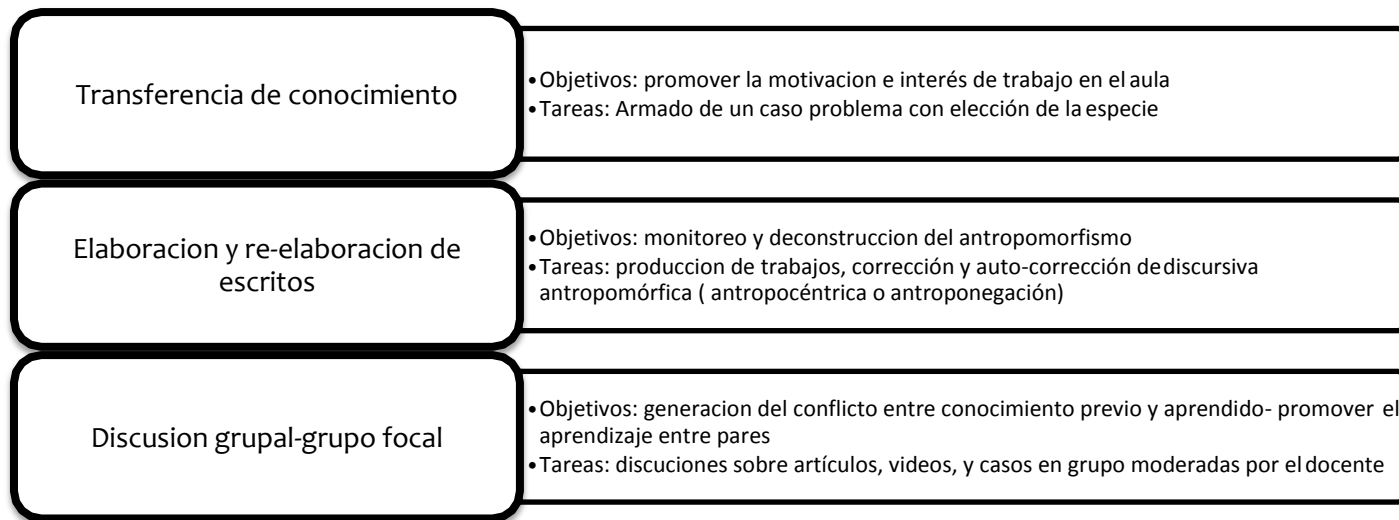 Transferencia de conocimiento
•Objetivos: promover la motivacion e interés de trabajo en el aula
•Tareas: Armado de un caso problema con elección de la especie
Elaboracion y re-elaboracion de
escritos
•Objetivos: monitoreo y deconstruccion del antropomorfismo
•Tareas: produccion de trabajos, corrección y auto-corrección dediscursiva
antropomórfica ( antropocéntrica o antroponegación)
Discusion grupal-grupo focal
•Objetivos: generacion del conflicto entre conocimiento previo y aprendido- promover el
aprendizaje entre pares
•Tareas: discuciones sobre artículos, videos, y casos en grupo moderadas por el docente